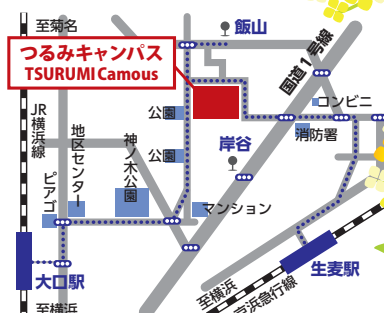 至菊名
飯山
つるみキャンパス
TSURUMI Camous
国道1号線
JR横浜線
公園
コンビニ
消防署
地区センター
神ノ木公園
岸谷
公園
ピアゴ
マンション
大口駅
生麦駅
至横浜
京浜急行線
至横浜